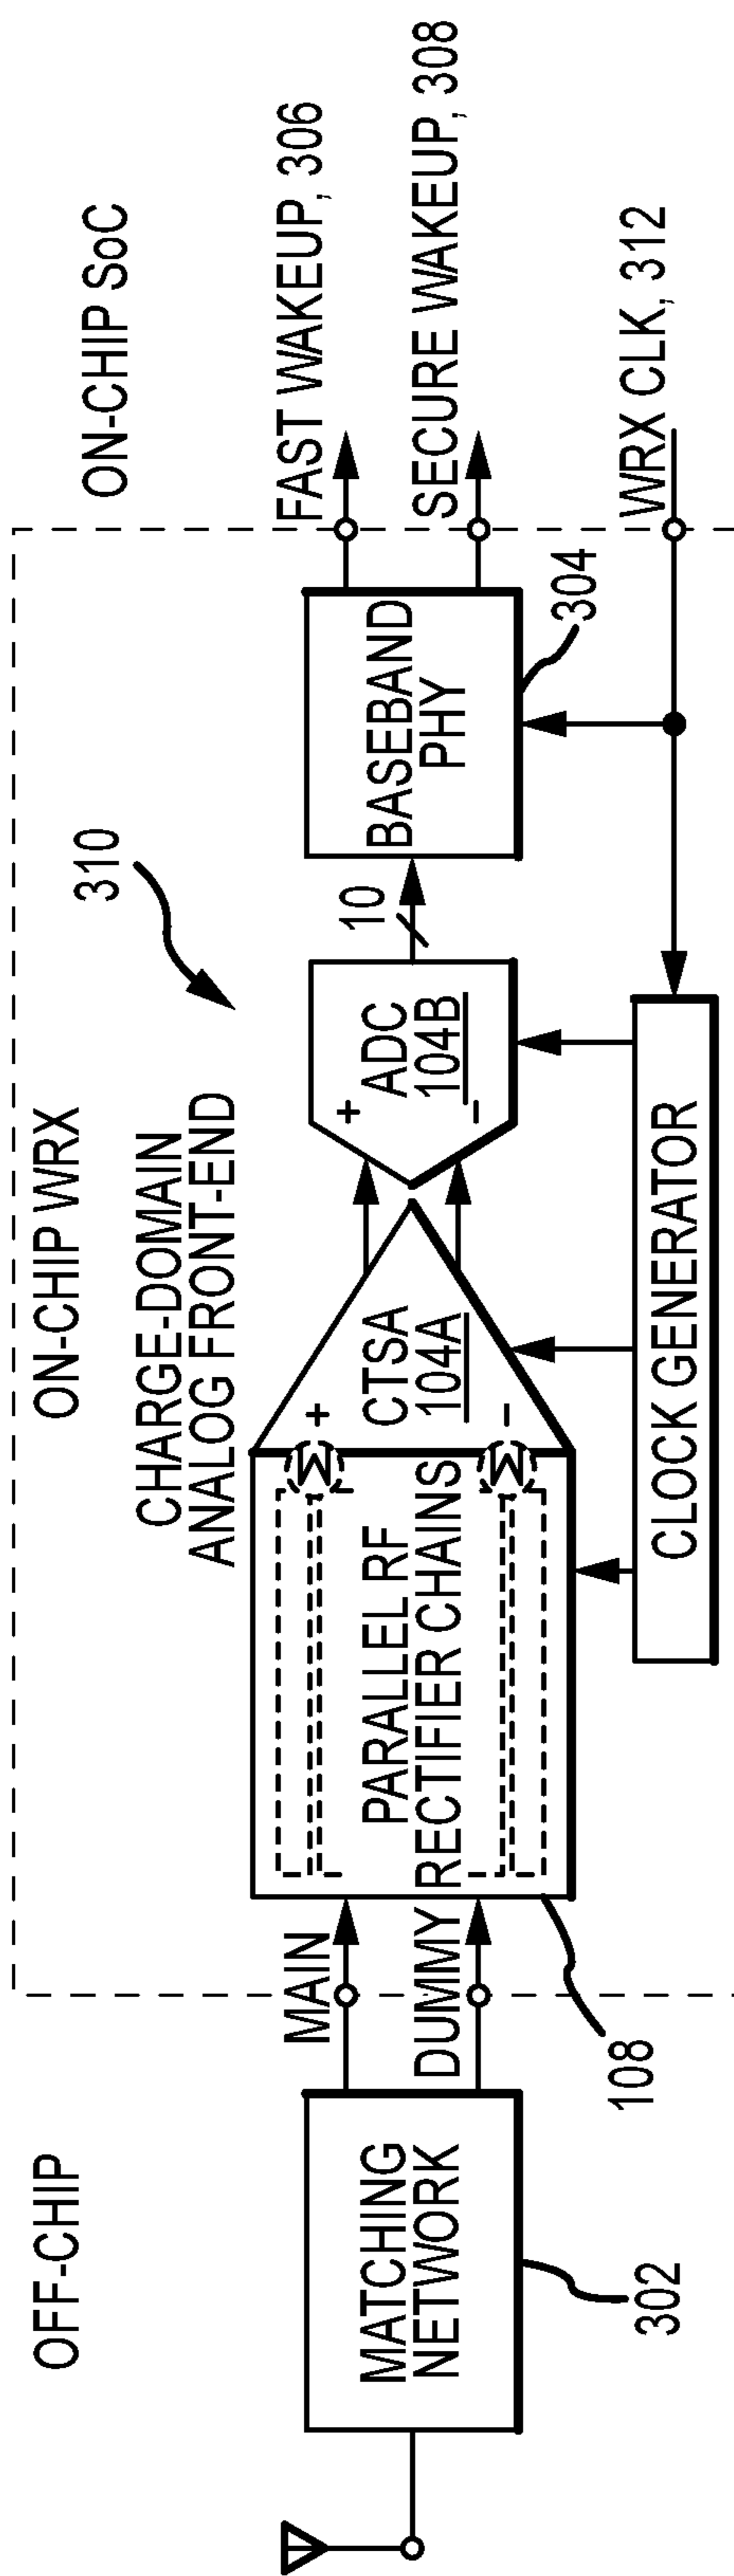 OFF-CHIP
ON-CHIP WRX
ON-CHIP SoC
CHARGE-DOMAIN
ANALOG FRONT-END
310
MATCHING
NETWORK
302
MAIN
DUMMY
PARALLEL RF
RECTIFIER CHAINS
108
Σ
Σ
+
CTSA
104A
−
+
ADC
104B
−
10
BASEBAND
PHY
304
FAST WAKEUP, 306
SECURE WAKEUP, 308
WRX CLK, 312
CLOCK GENERATOR